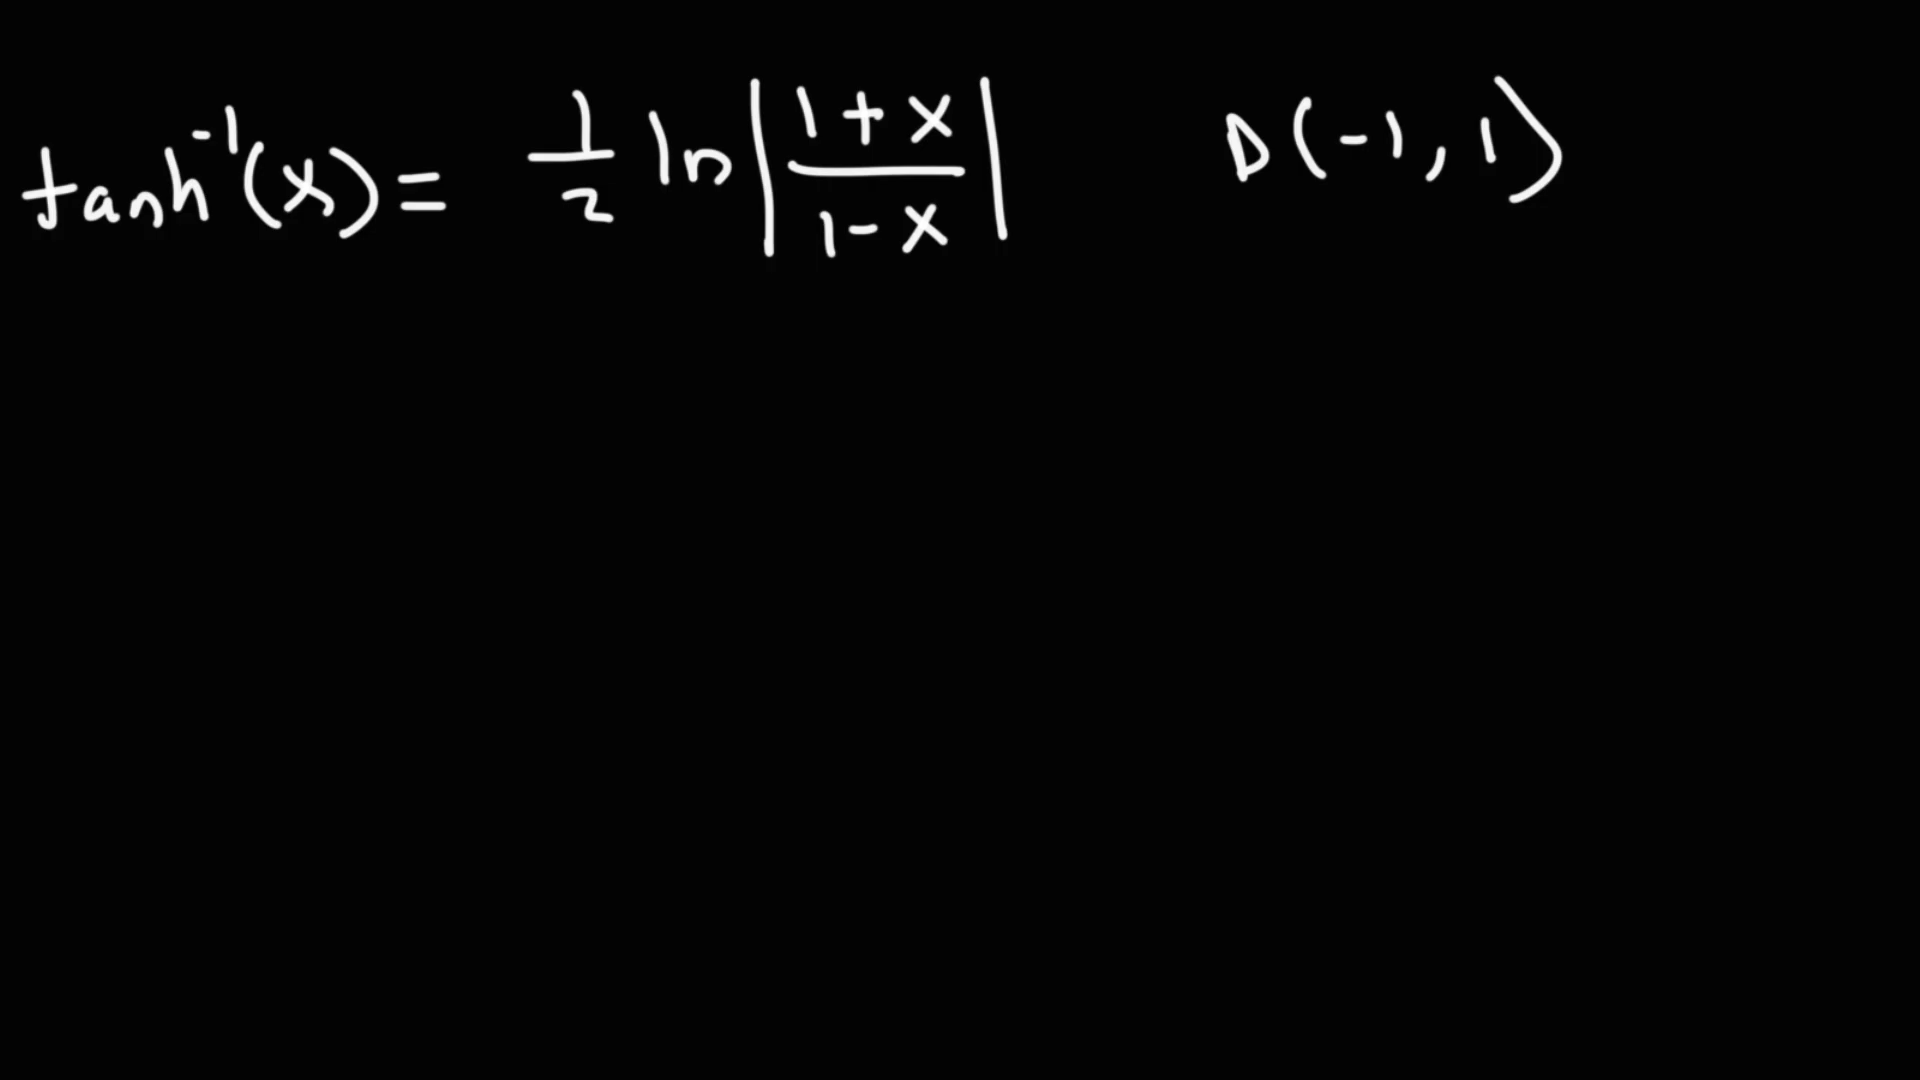 tanh⁻¹(x) = 1/2 ln |(1+x)/(1-x)| D(-1, 1)